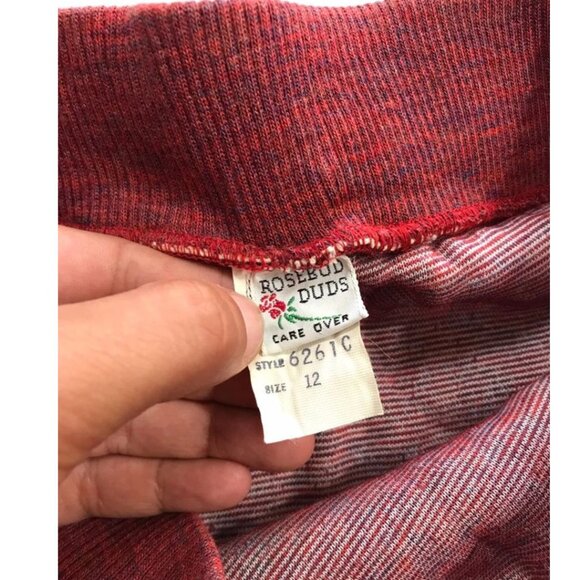 ROSEBUD
DUDS
CARE OVER
STYLE 6261C
SIZE 12